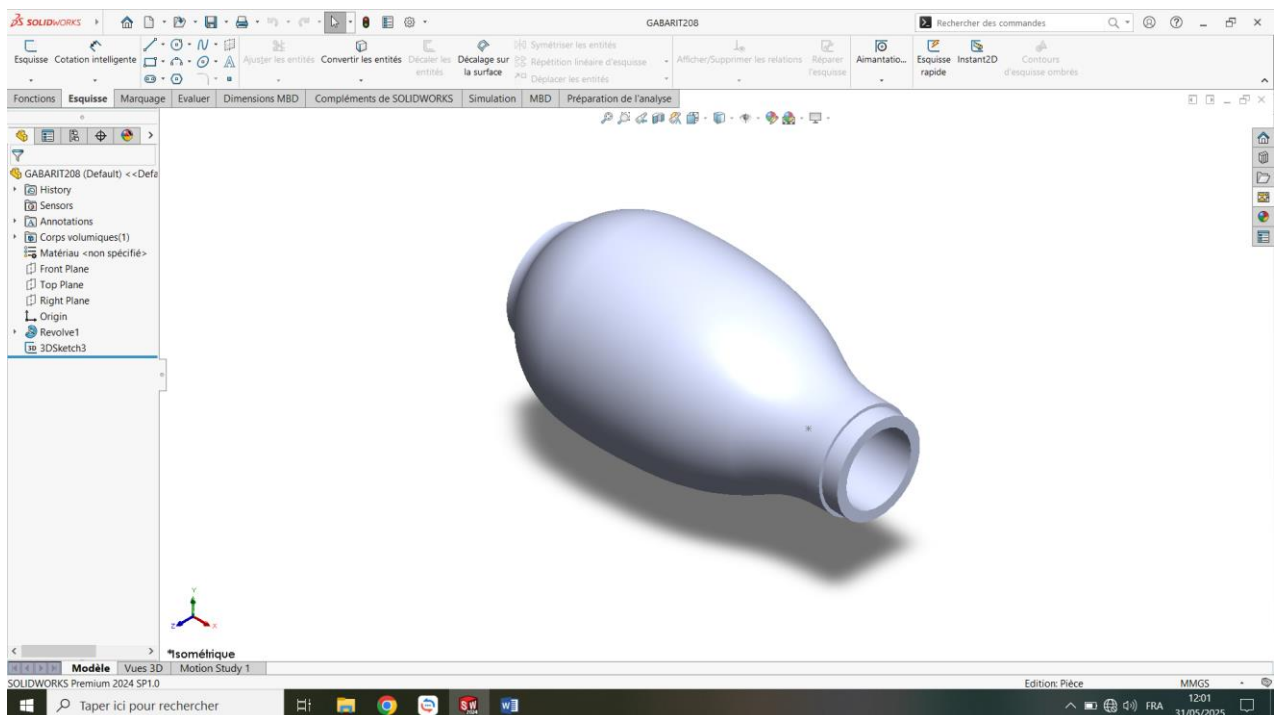 SOLIDWORKS
GABARIT208
Rechercher des commandes
Esquisse
Cotation intelligente
Ajuster les entités
Convertir les entités
Décaler les entités
Décalage sur la surface
Symétriser les entités
Répétition linéaire d'esquisse
Déplacer les entités
Afficher/Supprimer les relations
Réparer l'esquisse
Aimantatio...
Esquisse rapide
Instant2D
Contours d'esquisse ombrés
Fonctions Esquisse Marquage Evaluer Dimensions MBD Compléments de SOLIDWORKS Simulation MBD Préparation de l'analyse
GABARIT208 (Default) <<Defa
History
Sensors
Annotations
Corps volumiques(1)
Matériau <non spécifié>
Front Plane
Top Plane
Right Plane
Origin
Revolve1
3D 3DSketch3
Y
Z X
*Isométrique
Modèle Vues 3D Motion Study 1
SOLIDWORKS Premium 2024 SP1.0
Edition: Pièce
MMGS
Taper ici pour rechercher
FRA
12:01
31/05/2025